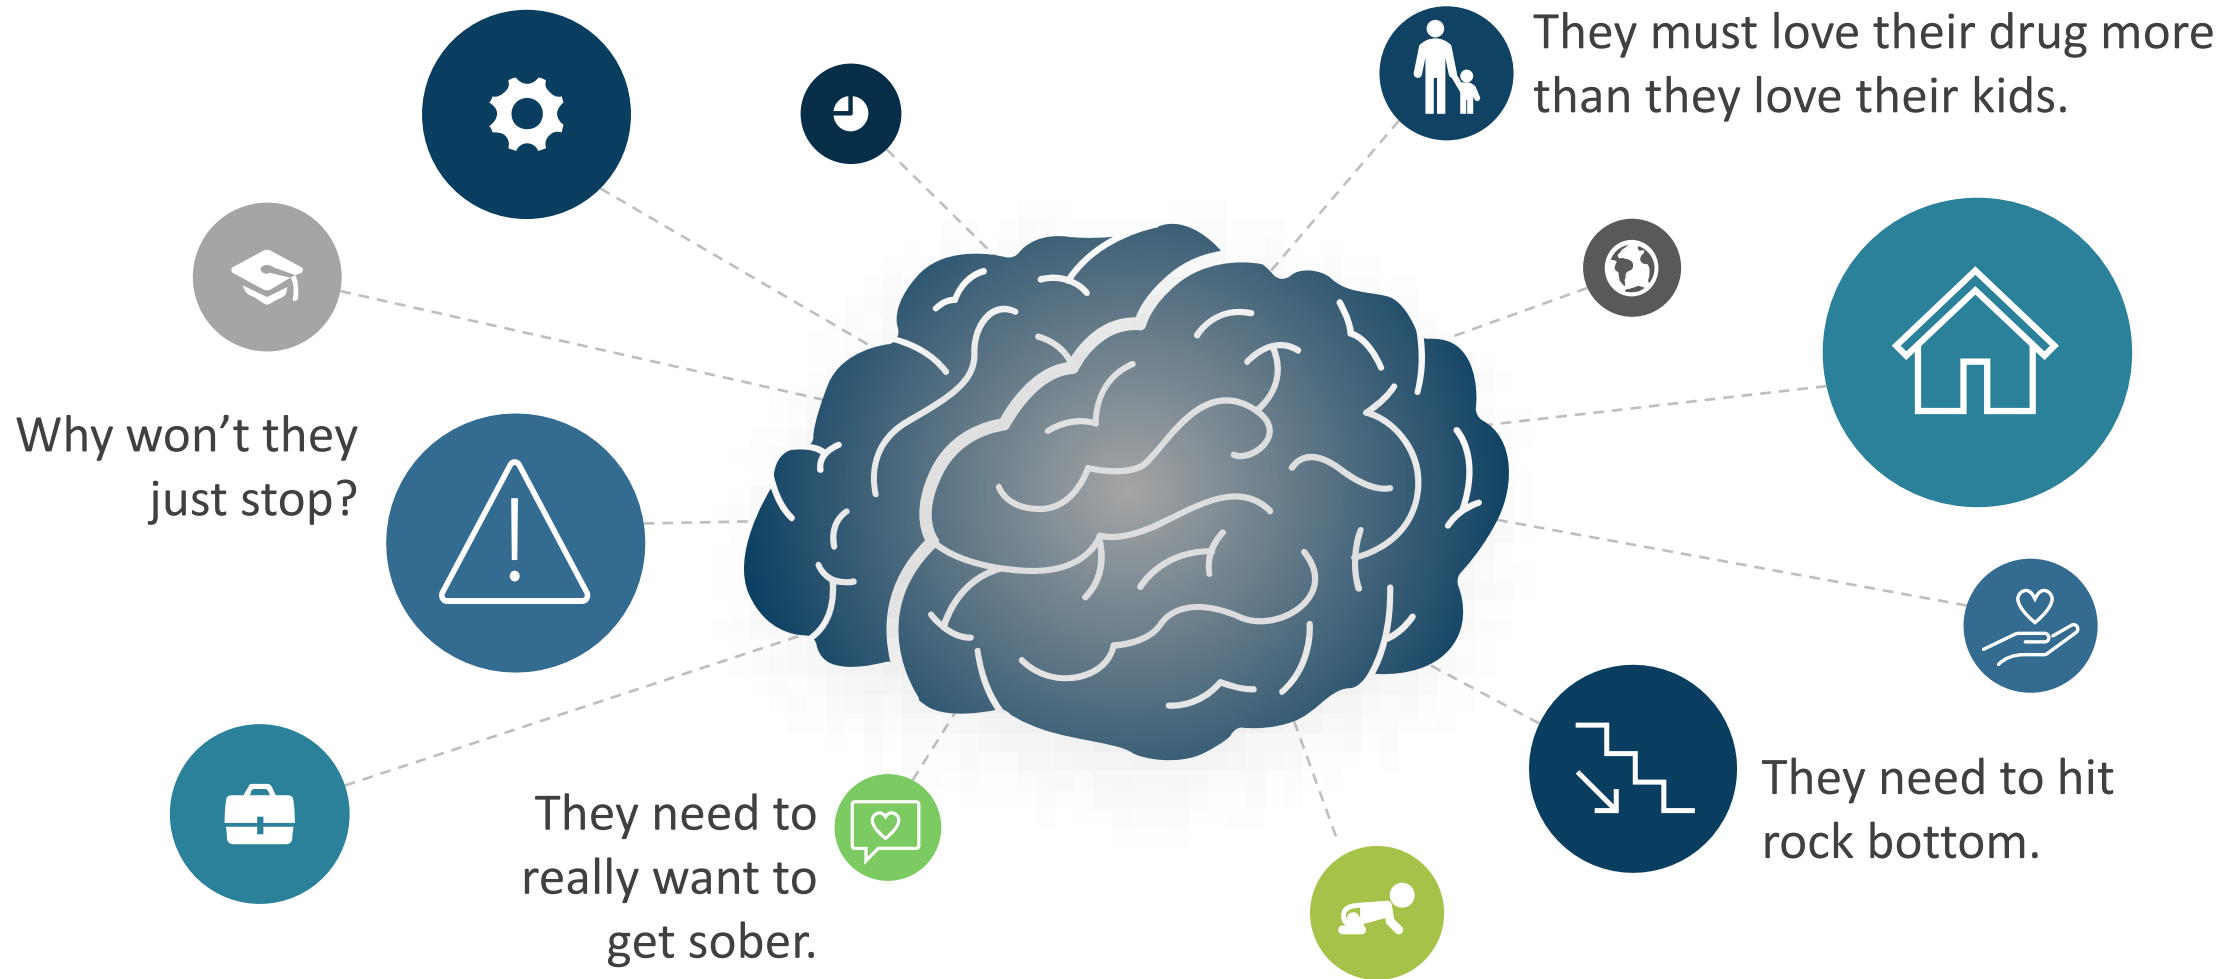 They must love their drug more
than they love their kids.
Why won’t they
just stop?
They need to hit
rock bottom.
They need to
really want to
get sober.